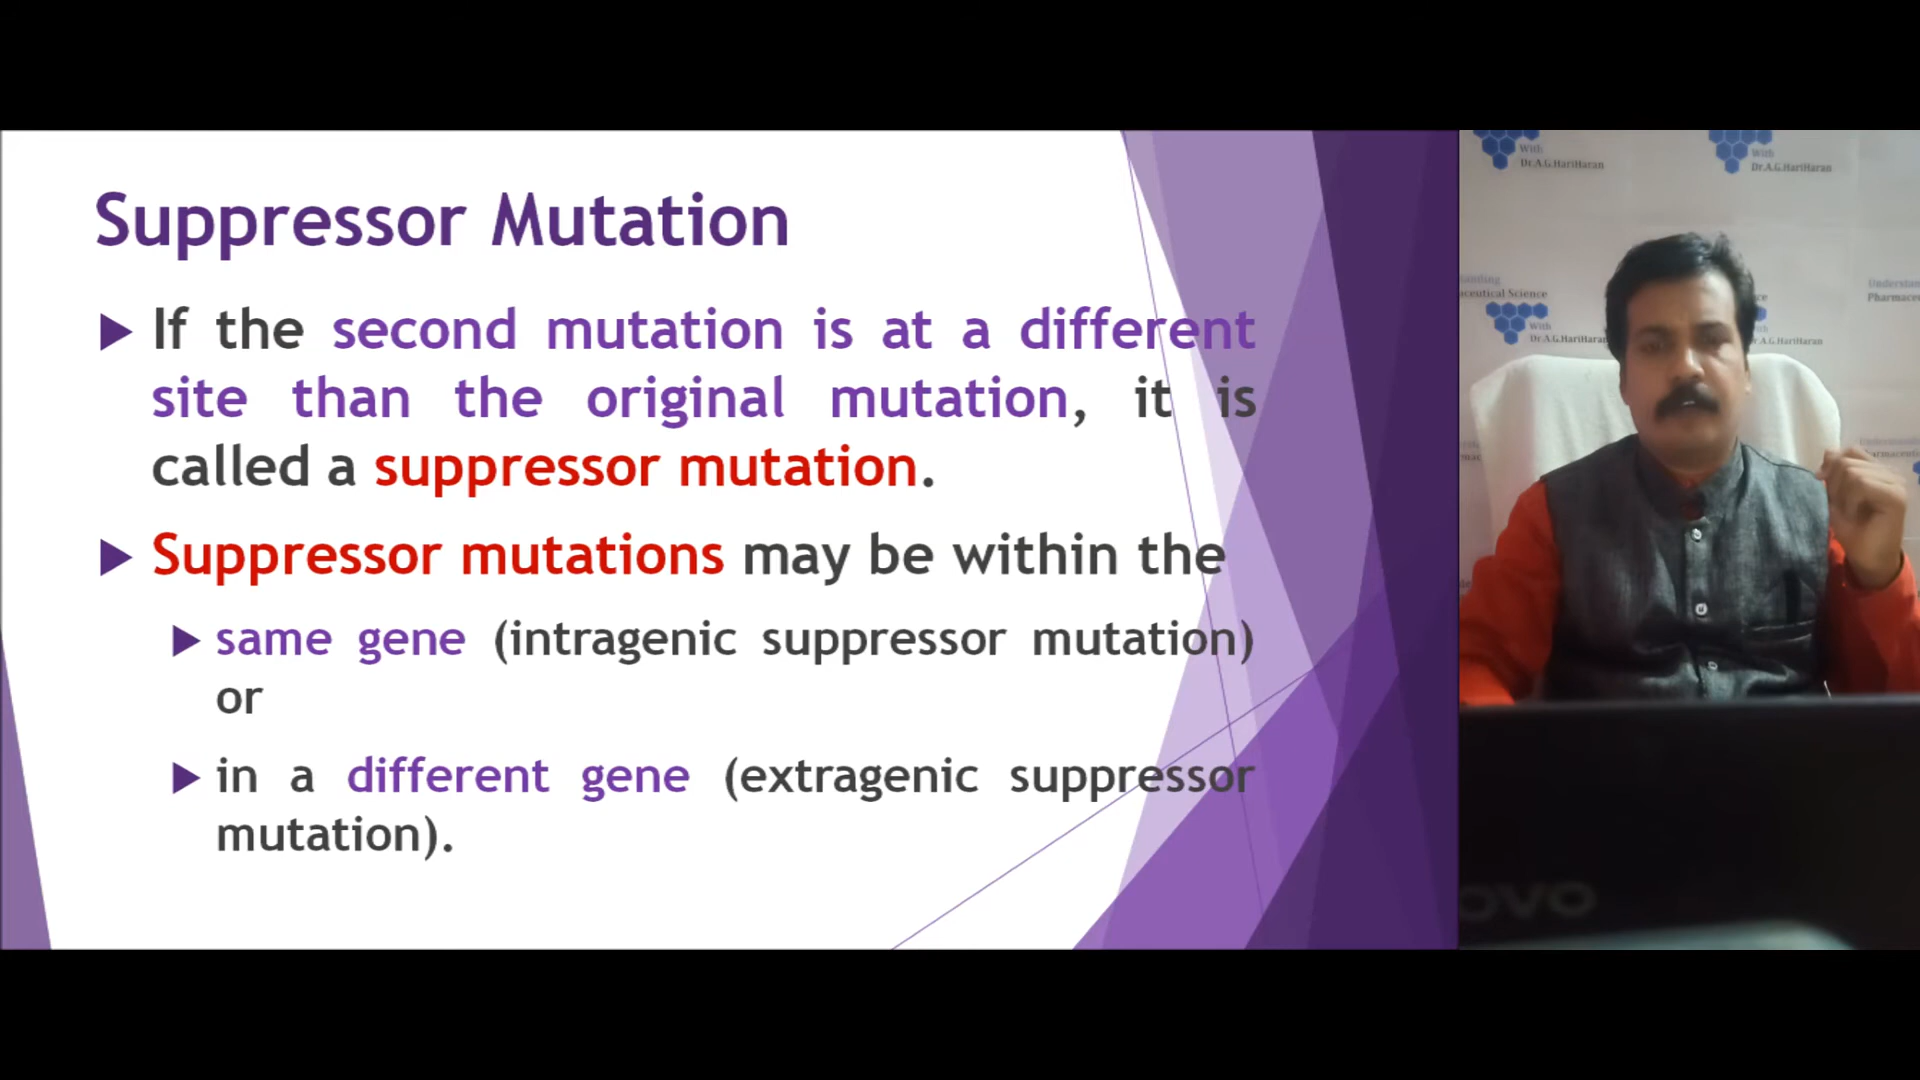 Suppressor Mutation
If the second mutation is at a different
site than the original mutation, it is
called a suppressor mutation.
Suppressor mutations may be within the
same gene (intragenic suppressor mutation)
or
in a different gene (extragenic suppressor
mutation).
With
Dr.A.G.HariHaran
With
Dr.A.G.HariHaran
With
Dr.A.G.HariHaran